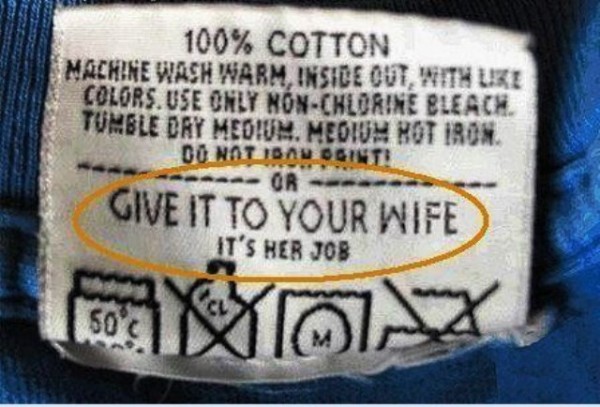 100% COTTON
MACHINE WASH WARM, INSIDE OUT, WITH LIKE
COLORS. USE ONLY NON-CHLORINE BLEACH.
TUMBLE DRY MEDIUM. MEDIUM HOT IRON.
DO NOT IRON PRINT!
OR
GIVE IT TO YOUR WIFE
IT'S HER JOB
50°C
CL
M